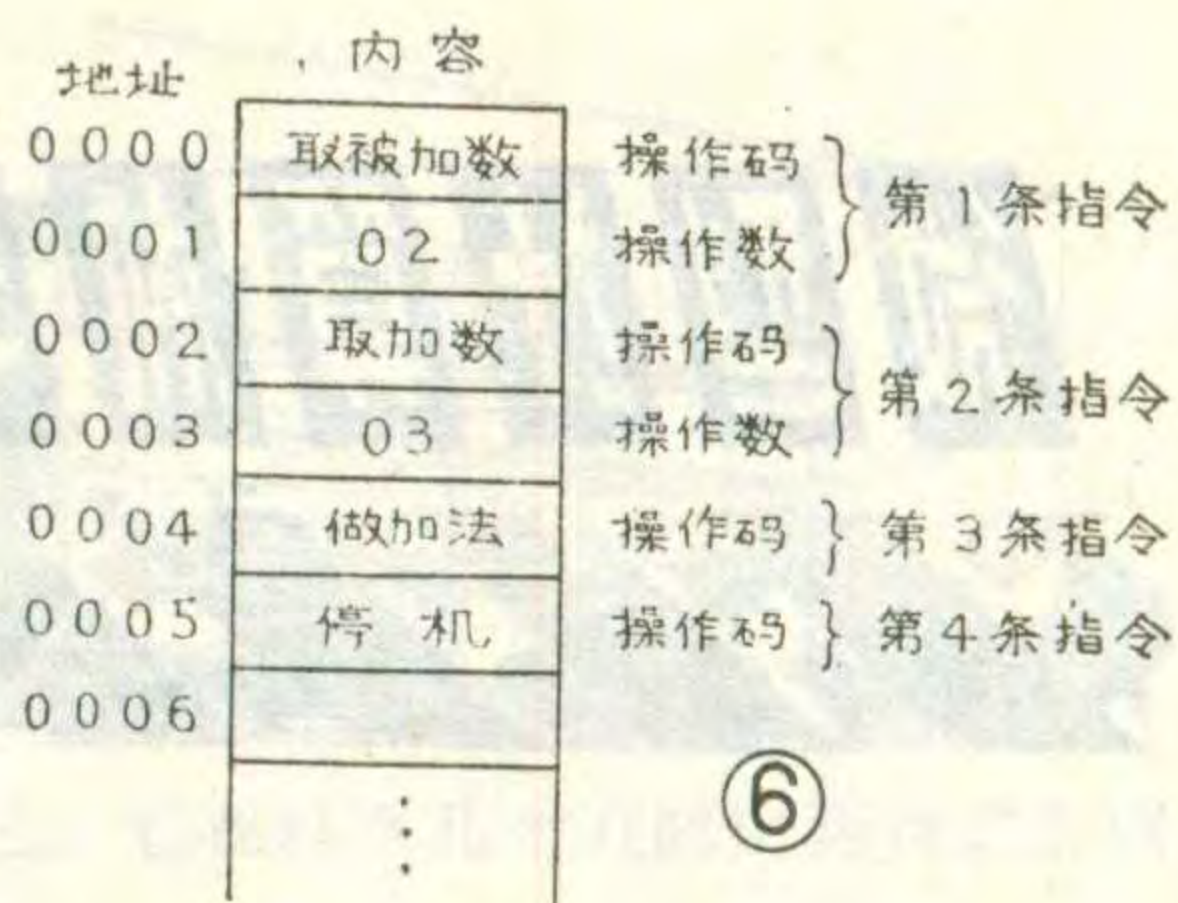 地址 内容
0000 取被加数 操作码
第1条指令
0001 02 操作数
0002 取加数 操作码
第2条指令
0003 03 操作数
0004 做加法 操作码 } 第3条指令
0005 停机 操作码 } 第4条指令
0006
⋮
⑥